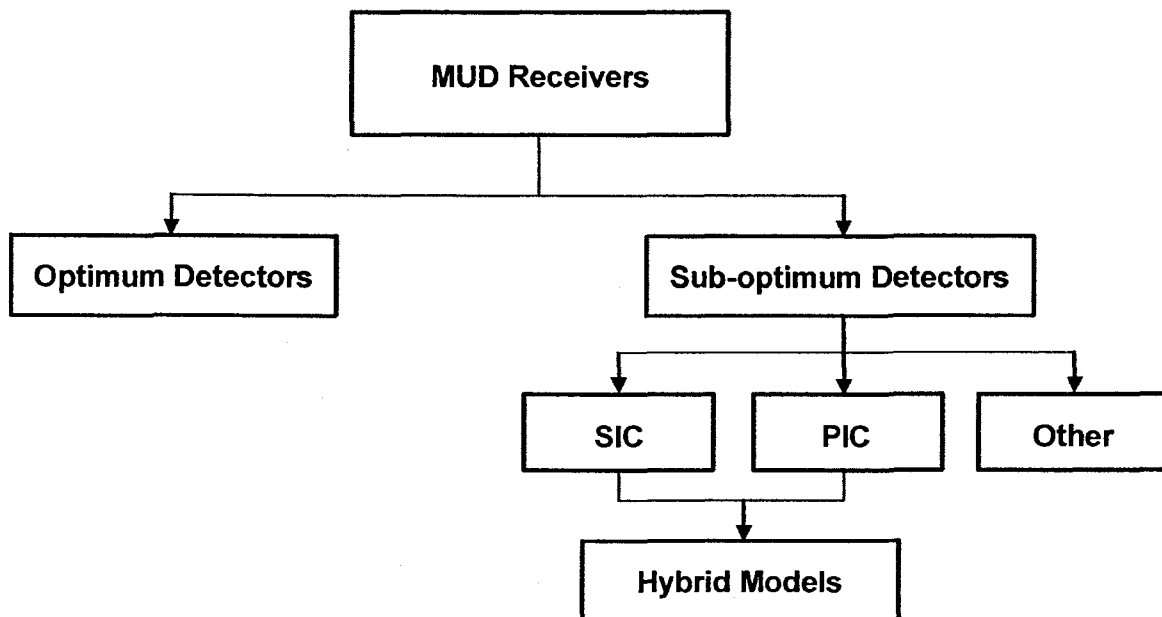 MUD Receivers
Optimum Detectors
Sub-optimum Detectors
SIC
PIC
Other
Hybrid Models